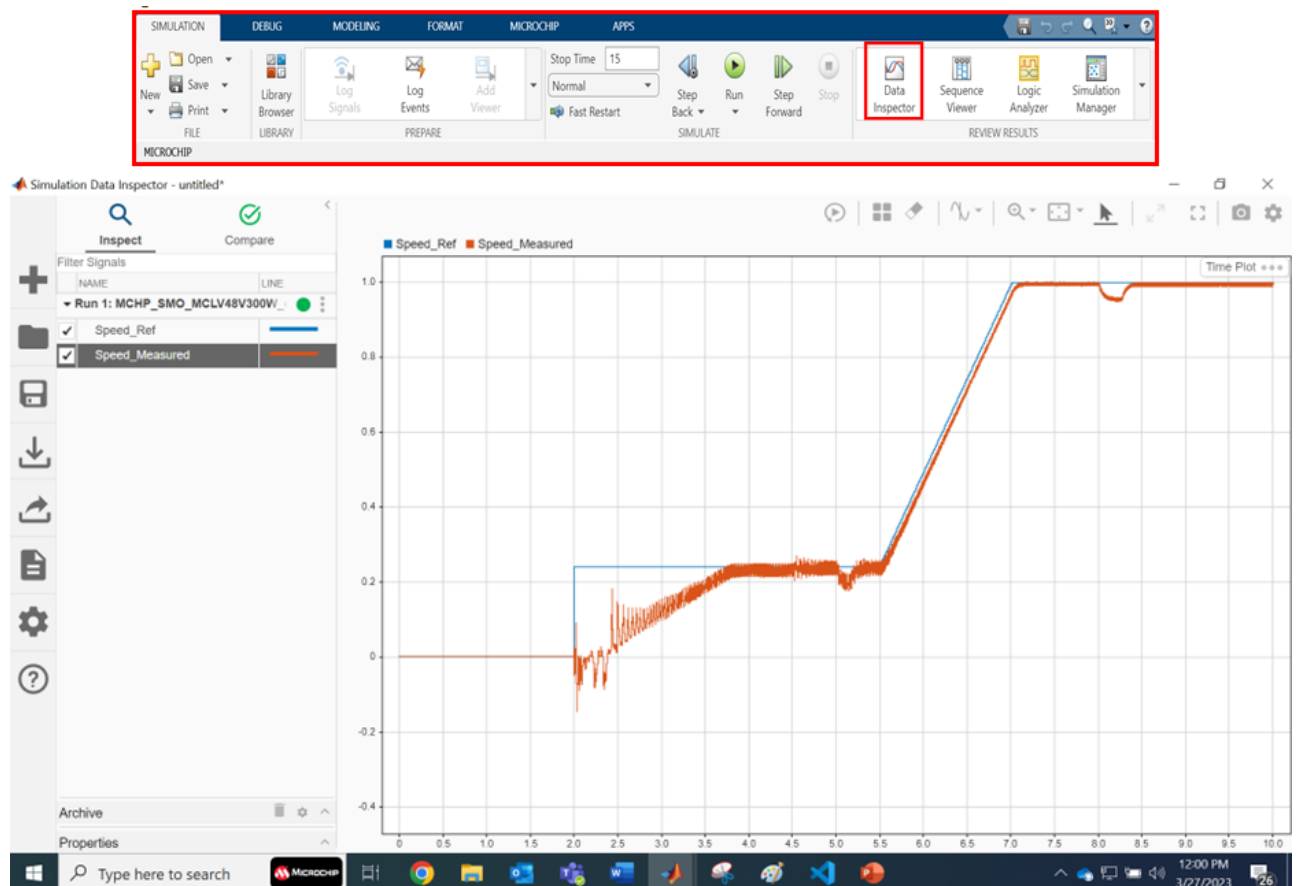 SIMULATION DEBUG MODELING FORMAT MICROCHIP APPS
New
Open
Save
Print
FILE
Library
Browser
LIBRARY
Log
Signals
Log
Events
Add
Viewer
PREPARE
Stop Time 15
Normal
Fast Restart
Step
Back
Run
Step
Forward
Stop
SIMULATE
Data
Inspector
Sequence
Viewer
Logic
Analyzer
Simulation
Manager
REVIEW RESULTS
MICROCHIP
Simulation Data Inspector - untitled*
Inspect Compare
Filter Signals
NAME LINE
Run 1: MCHP_SMO_MCLV48V300W_
Speed_Ref
Speed_Measured
Archive
Properties
Speed_Ref Speed_Measured
Time Plot
1.0
0.8
0.6
0.4
0.2
0
-0.2
-0.4
0 0.5 1.0 1.5 2.0 2.5 3.0 3.5 4.0 4.5 5.0 5.5 6.0 6.5 7.0 7.5 8.0 8.5 9.0 9.5 10.0
Type here to search
MICROCHIP
12:00 PM
3/27/2023
26